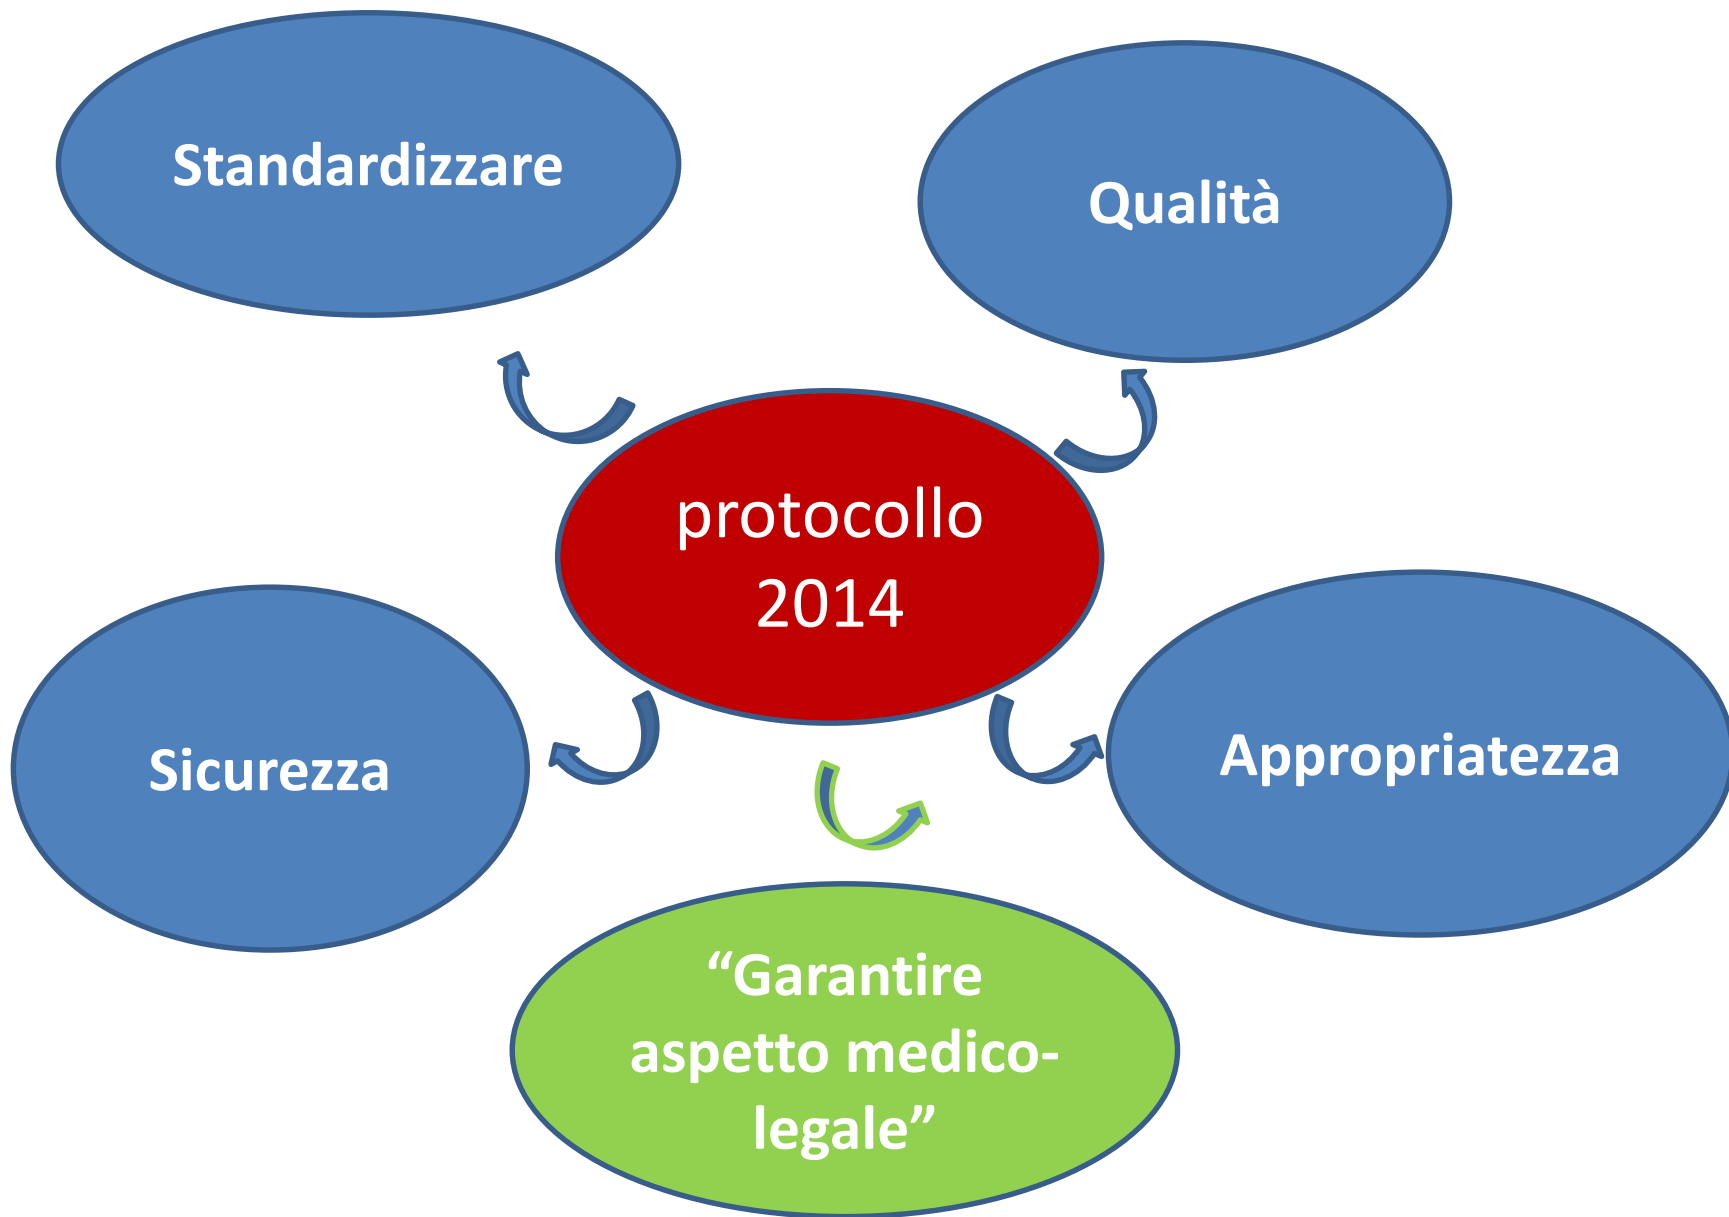 Standardizzare
Qualità
protocollo
2014
Sicurezza
Appropriatezza
“Garantire
aspetto medico-
legale”